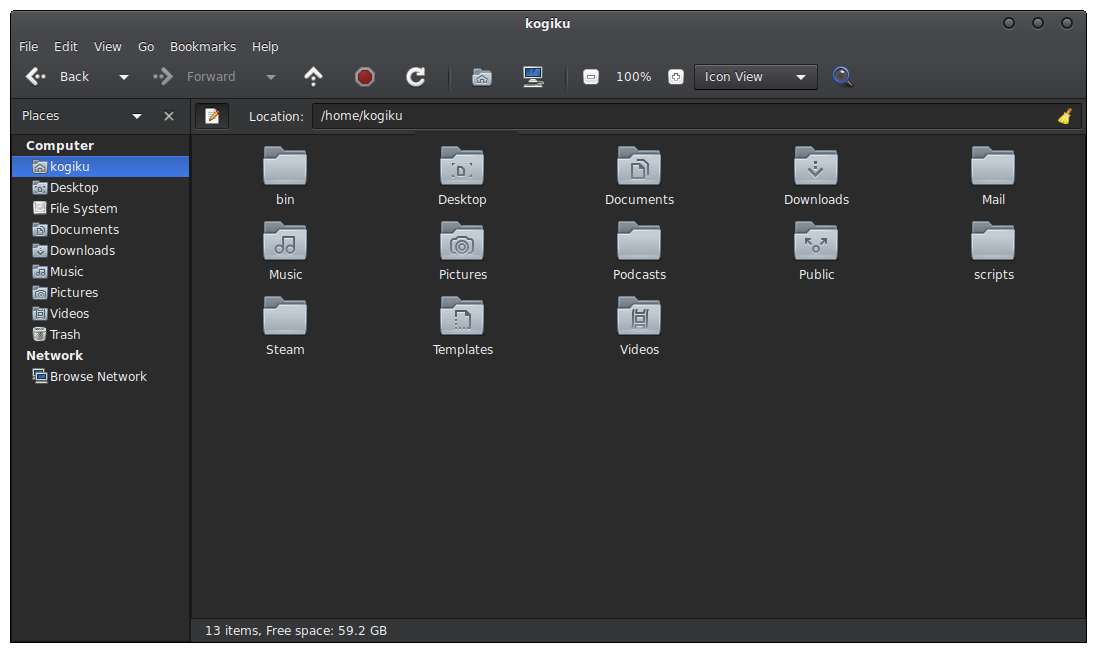 kogiku
File Edit View Go Bookmarks Help
Back Forward 100% Icon View
Places Location: /home/kogiku
Computer
kogiku
Desktop
File System
Documents
Downloads
Music
Pictures
Videos
Trash
Network
Browse Network
bin Desktop Documents Downloads Mail
Music Pictures Podcasts Public scripts
Steam Templates Videos
13 items, Free space: 59.2 GB